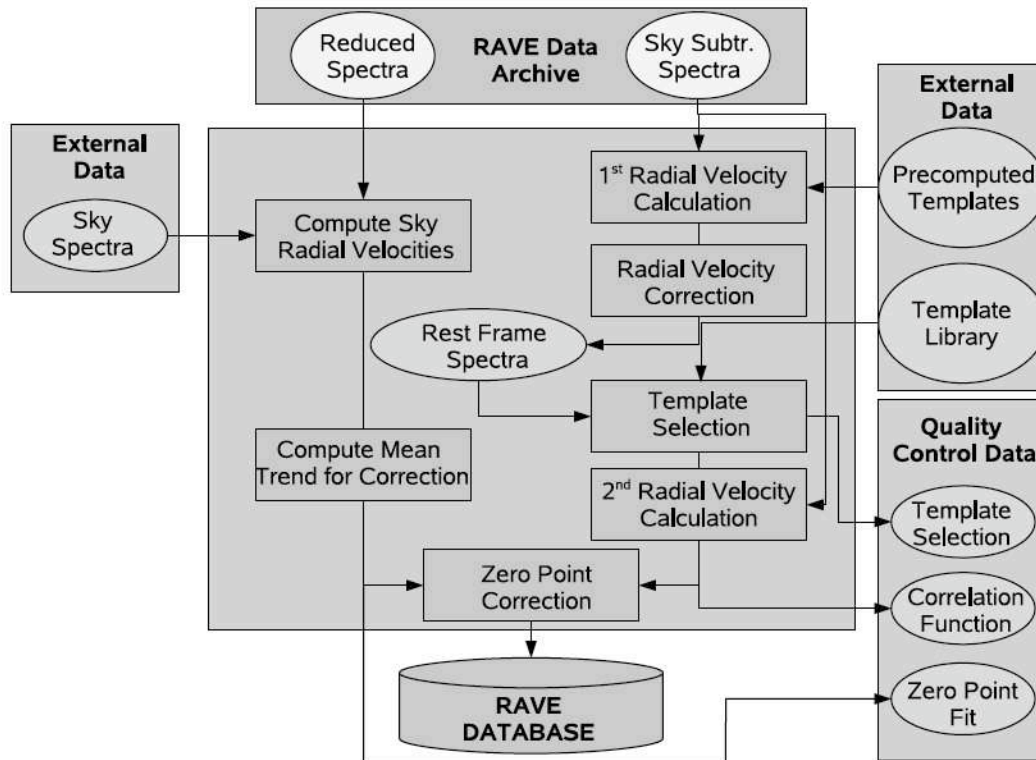 Reduced
Spectra
RAVE Data
Archive
Sky Subtr.
Spectra
External
Data
Sky
Spectra
External
Data
Precomputed
Templates
Template
Library
1st Radial Velocity
Calculation
Compute Sky
Radial Velocities
Radial Velocity
Correction
Rest Frame
Spectra
Template
Selection
Compute Mean
Trend for Correction
2nd Radial Velocity
Calculation
Zero Point
Correction
RAVE
DATABASE
Quality
Control Data
Template
Selection
Correlation
Function
Zero Point
Fit